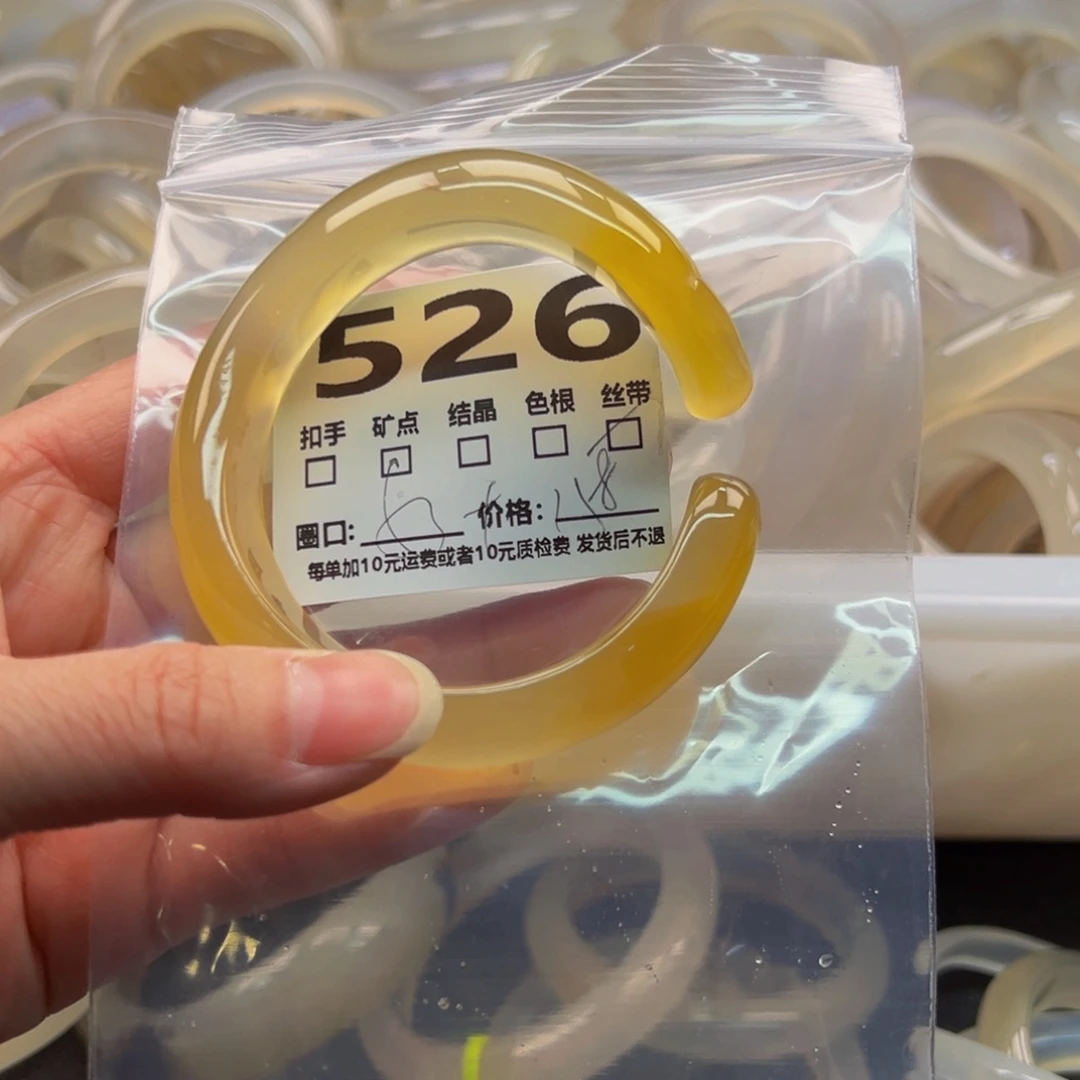 526
扣手 矿点 结晶 色根 丝带
圈口: 价格:
每单加10元运费或者10元质检费 发货后不退